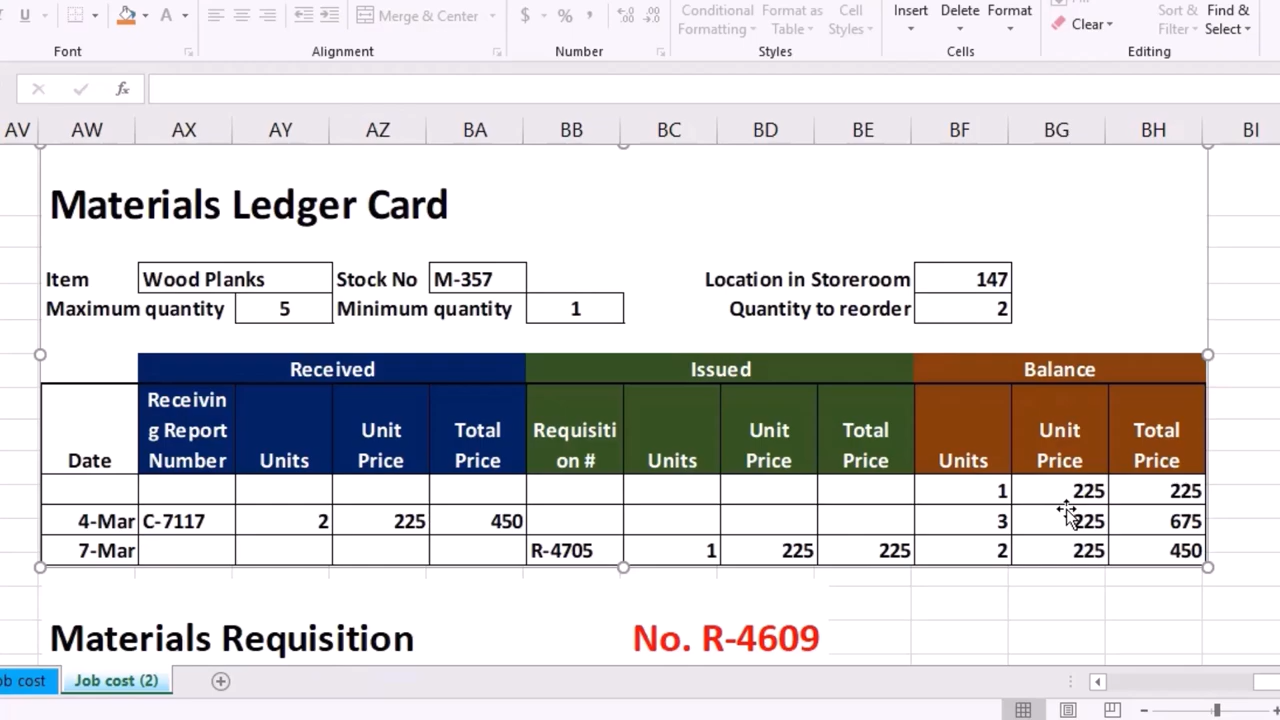 U A Merge & Center $ % , Conditional Format as Cell Insert Delete Format Clear Sort & Find &
Formatting Table Styles Filter Select
Font Alignment Number Styles Cells Editing
fx
AV AW AX AY AZ BA BB BC BD BE BF BG BH BI
Materials Ledger Card
Item Wood Planks Stock No M-357 Location in Storeroom 147
Maximum quantity 5 Minimum quantity 1 Quantity to reorder 2
Received Issued Balance
Receivin
g Report Unit Total Requisiti Unit Total Unit Total
Date Number Units Price Price on # Units Price Price Units Price Price
1 225 225
4-Mar C-7117 2 225 450 3 225 675
7-Mar R-4705 1 225 225 2 225 450
Materials Requisition No. R-4609
ob cost Job cost (2)